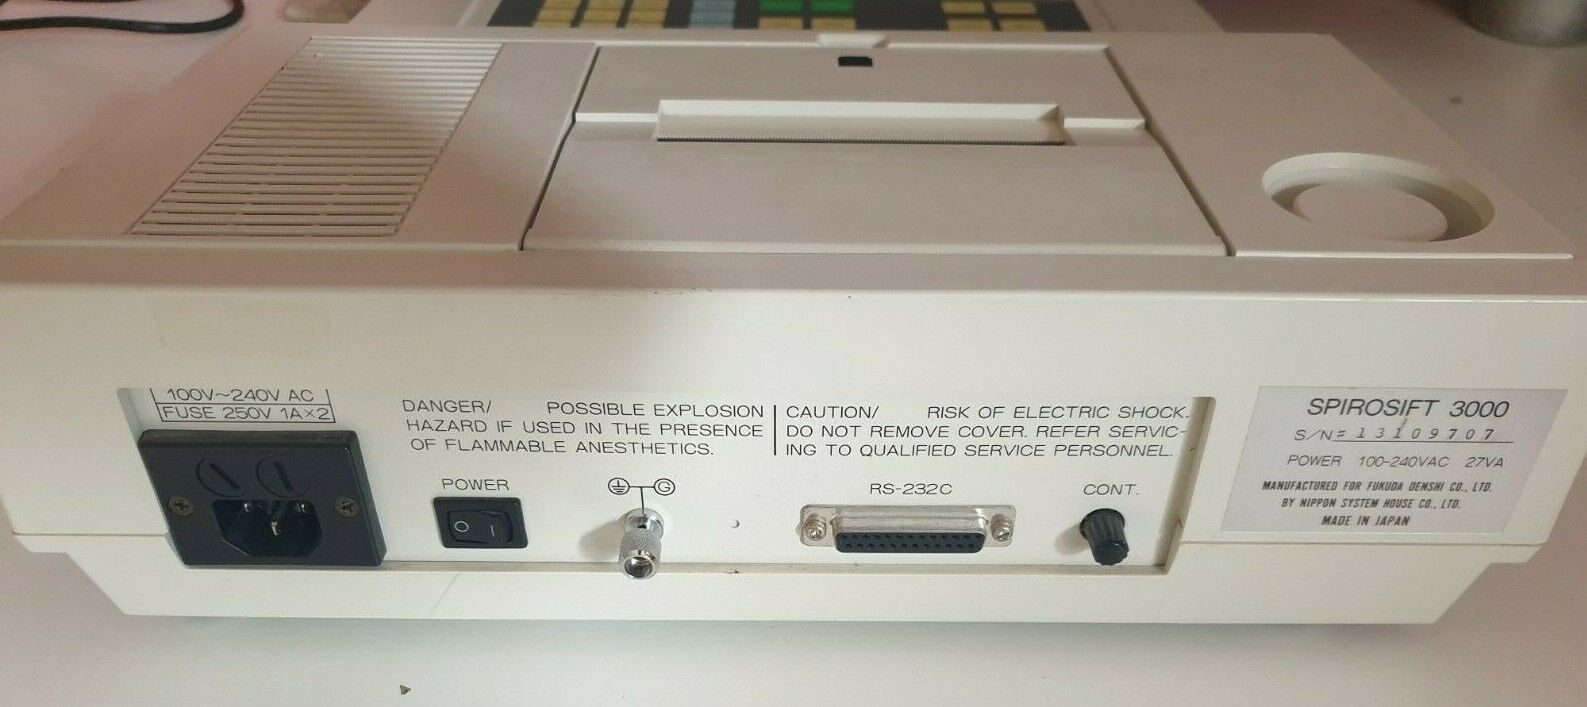 100V~240V AC
FUSE 250V 1A×2
DANGER/ POSSIBLE EXPLOSION
HAZARD IF USED IN THE PRESENCE
OF FLAMMABLE ANESTHETICS.
CAUTION/ RISK OF ELECTRIC SHOCK.
DO NOT REMOVE COVER. REFER SERVIC-
ING TO QUALIFIED SERVICE PERSONNEL.
POWER
G
RS-232C
CONT.
SPIROSIFT 3000
S/N= 13109707
POWER 100-240VAC 27VA
MANUFACTURED FOR FUKUDA DENSHI CO., LTD.
BY NIPPON SYSTEM HOUSE CO., LTD.
MADE IN JAPAN